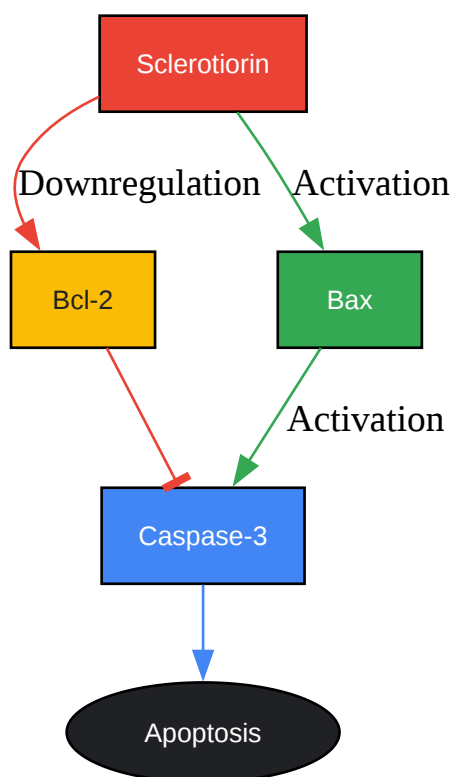 Sclerotiorin
Downregulation
Activation
Bcl-2
Bax
Activation
Caspase-3
Apoptosis